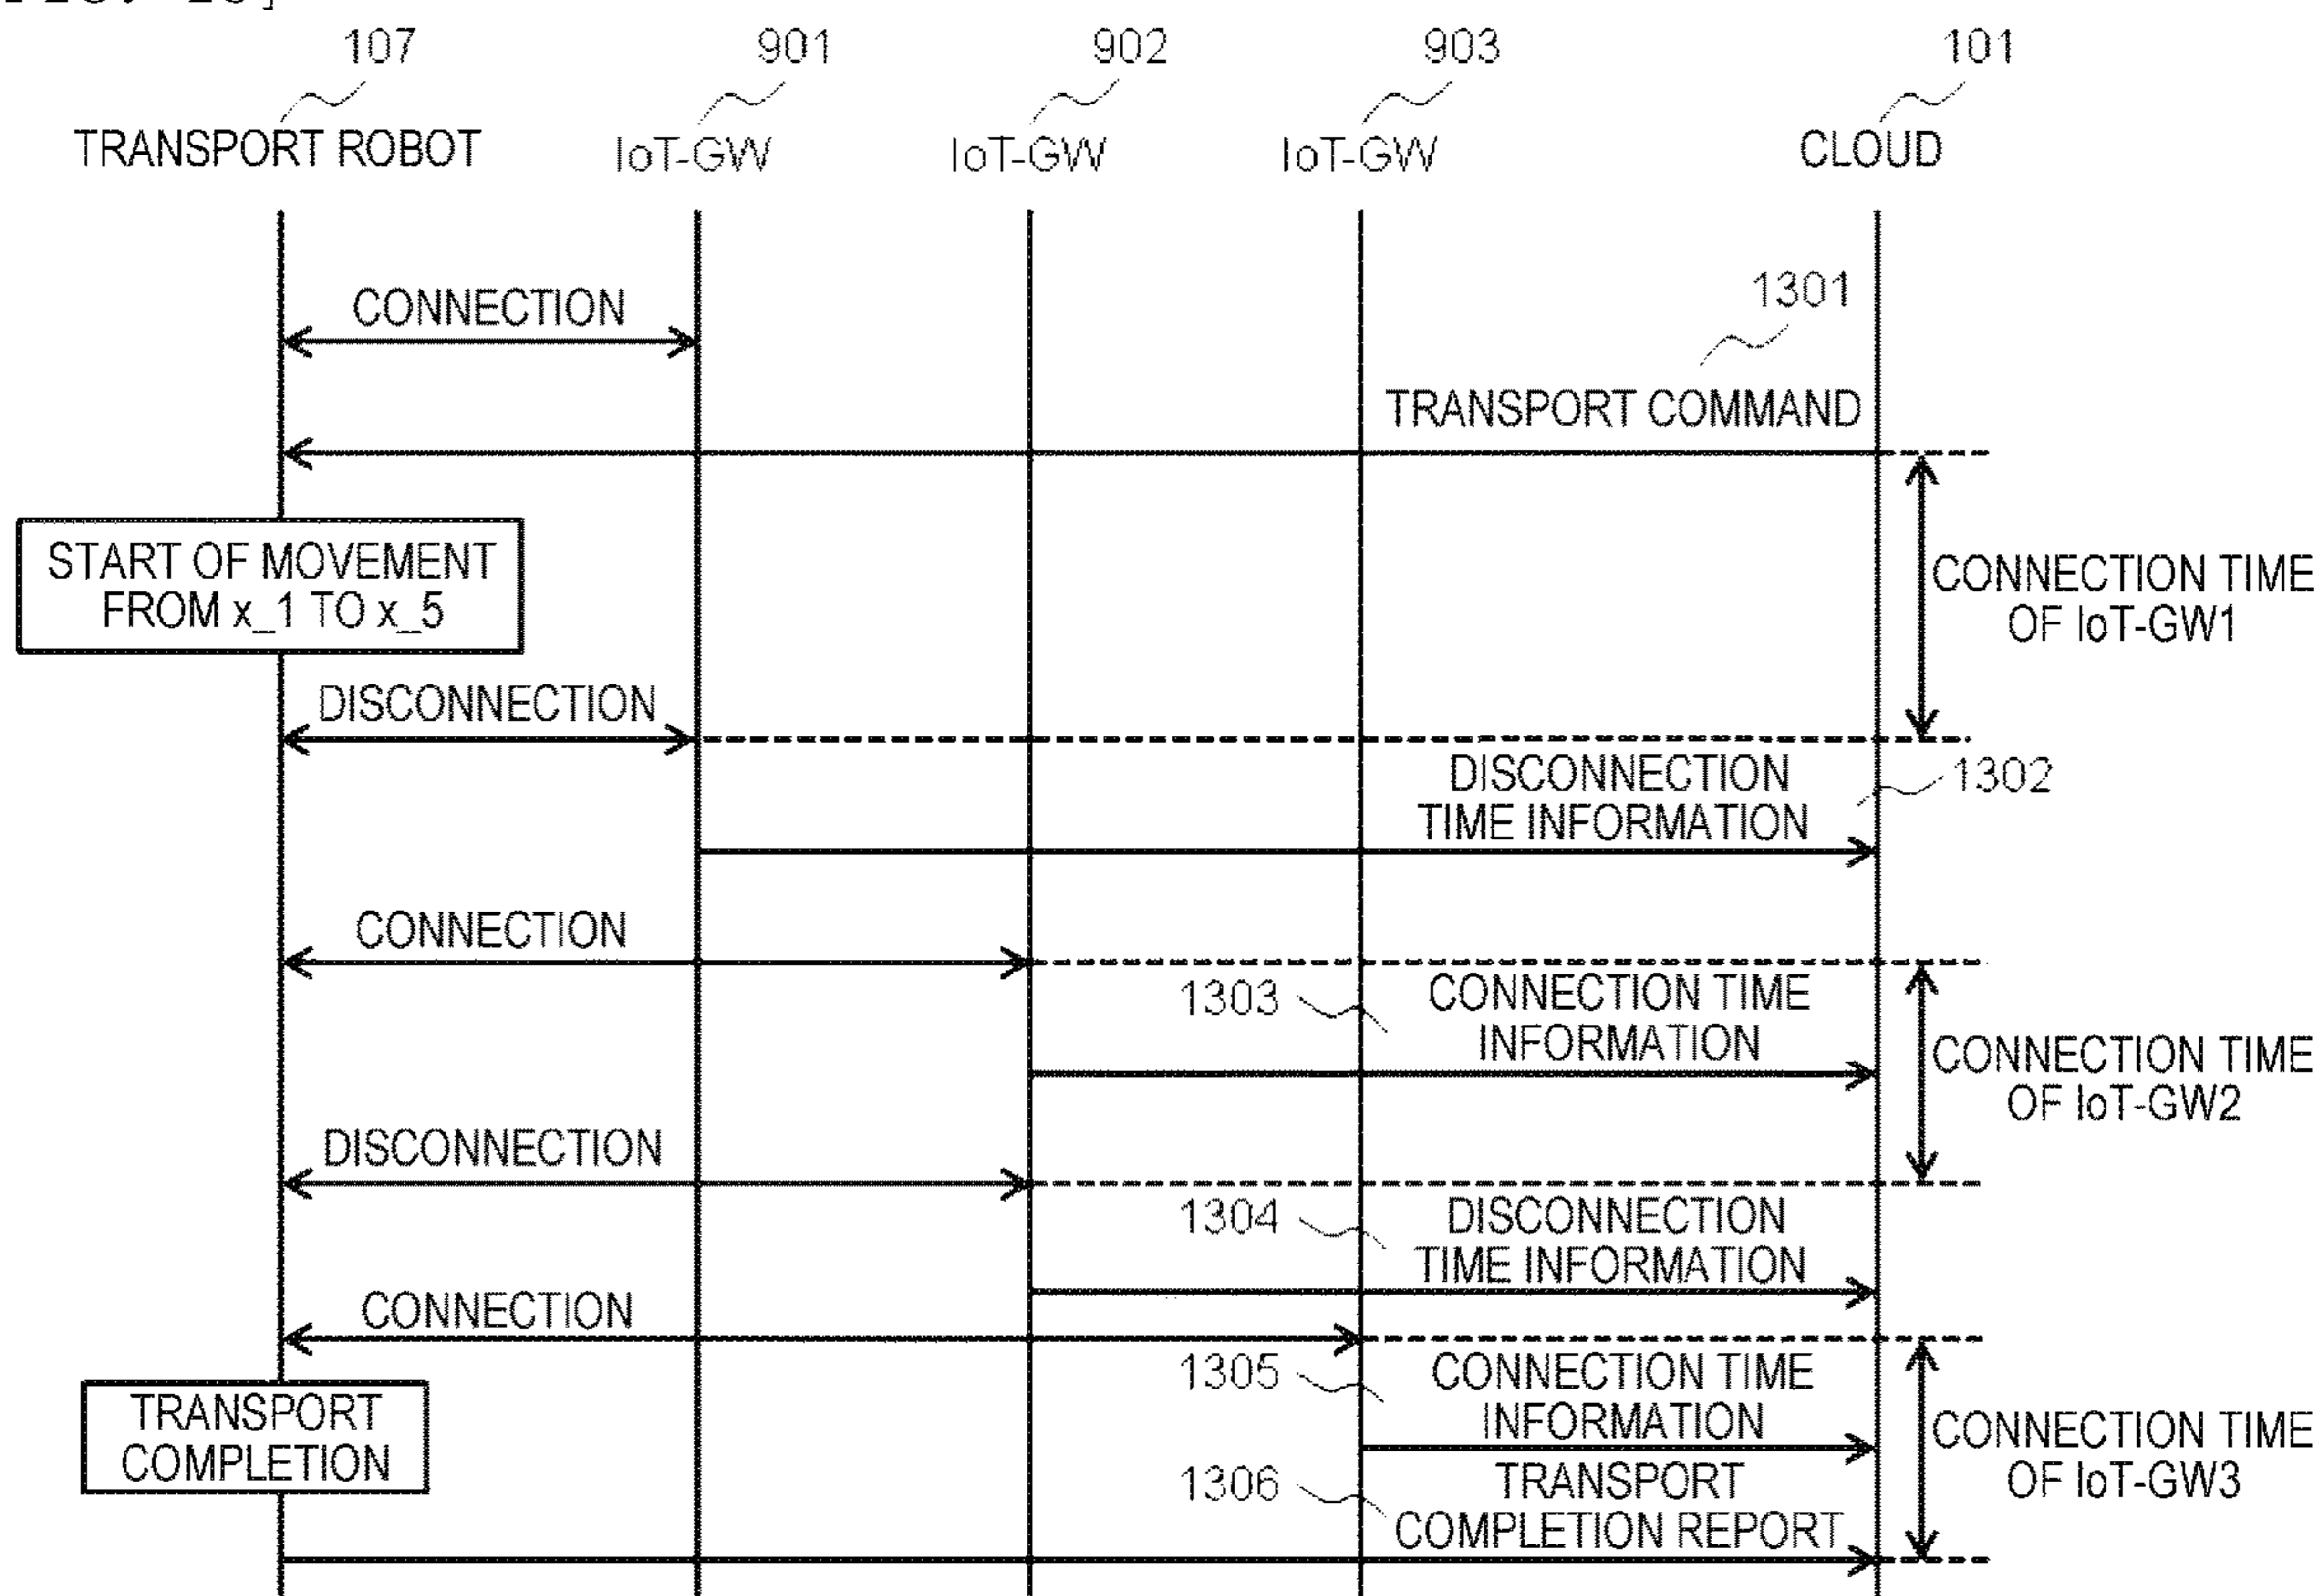 107
901
902
903
101
TRANSPORT ROBOT
IoT-GW
IoT-GW
IoT-GW
CLOUD
CONNECTION
1301
TRANSPORT COMMAND
START OF MOVEMENT
FROM x_1 TO x_5
CONNECTION TIME
OF IoT-GW1
DISCONNECTION
DISCONNECTION
TIME INFORMATION
1302
CONNECTION
1303
CONNECTION TIME
INFORMATION
CONNECTION TIME
OF IoT-GW2
DISCONNECTION
1304
DISCONNECTION
TIME INFORMATION
CONNECTION
1305
CONNECTION TIME
INFORMATION
TRANSPORT
COMPLETION
CONNECTION TIME
OF IoT-GW3
1306
TRANSPORT
COMPLETION REPORT